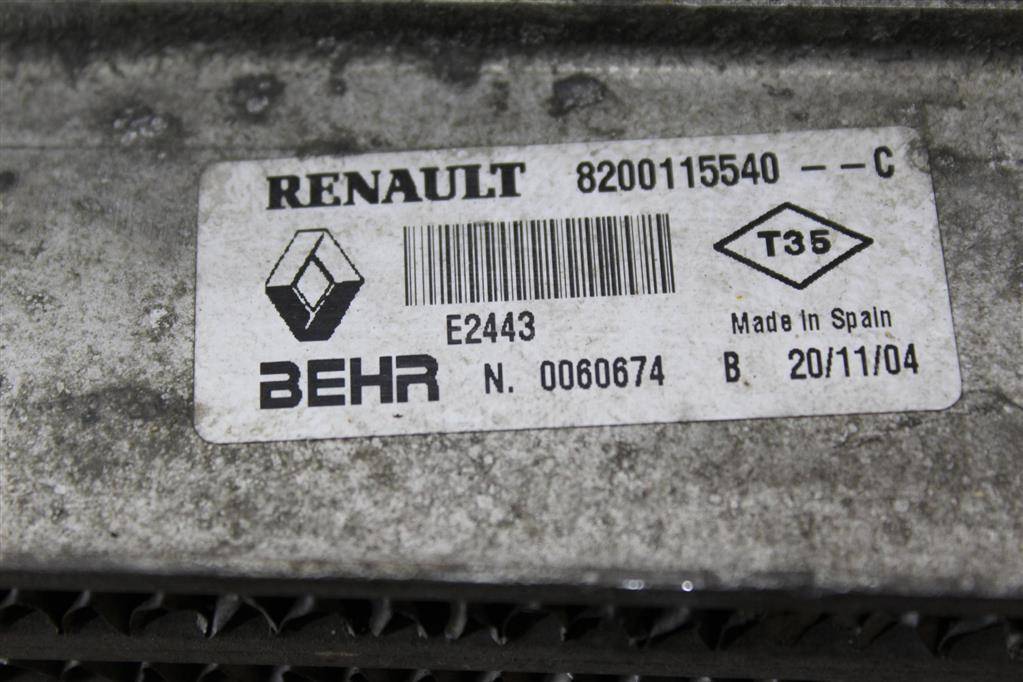 RENAULT 8200115540 --C
T35
E2443
Made in Spain
BEHR N. 0060674 B 20/11/04